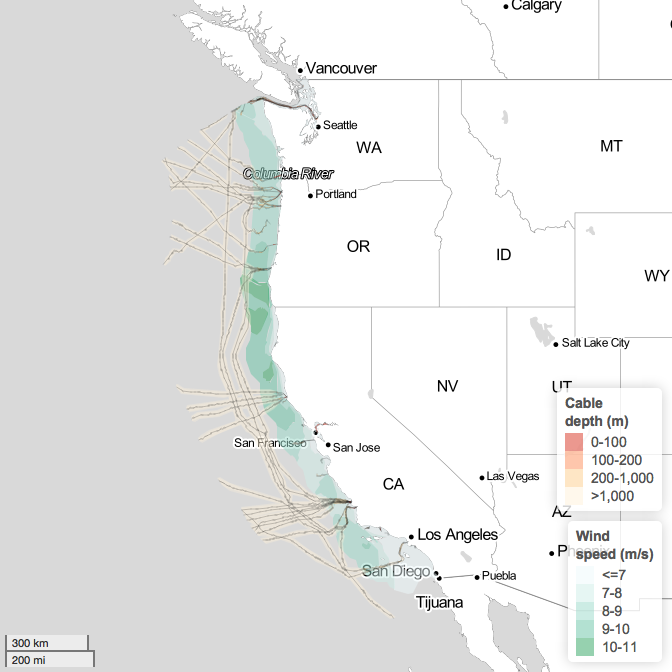 Calgary
Vancouver
Seattle
WA
MT
Columbia River
Portland
OR
ID
WY
Salt Lake City
NV
UT
Cable
depth (m)
0-100
100-200
200-1,000
>1,000
San Francisco
San Jose
CA
Las Vegas
AZ
Los Angeles
Wind
speed (m/s)
<=7
7-8
8-9
9-10
10-11
San Diego
Puebla
Tijuana
300 km
200 mi